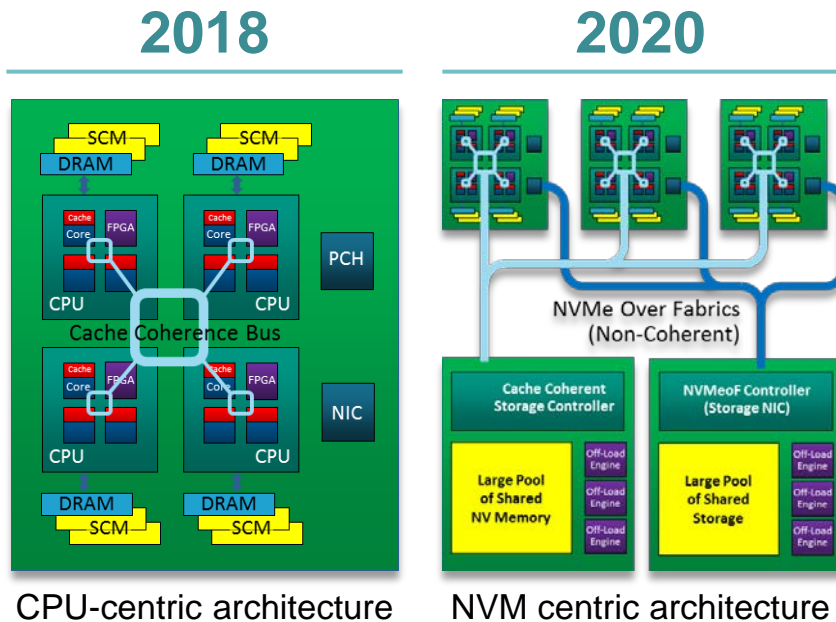 2018
SCM
SCM
DRAM
DRAM
Cache
Core
FPGA
Cache
Core
FPGA
PCH
CPU
CPU
Cache Coherence Bus
Cache
Core
FPGA
Cache
Core
FPGA
NIC
CPU
CPU
DRAM
DRAM
SCM
SCM
CPU-centric architecture
2020
NVMe Over Fabrics
(Non-Coherent)
Cache Coherent
Storage Controller
Large Pool
of Shared
NV Memory
Off-Load
Engine
Off-Load
Engine
Off-Load
Engine
NVMeoF Controller
(Storage NIC)
Large Pool
of Shared
Storage
Off-Load
Engine
Off-Load
Engine
Off-Load
Engine
NVM centric architecture